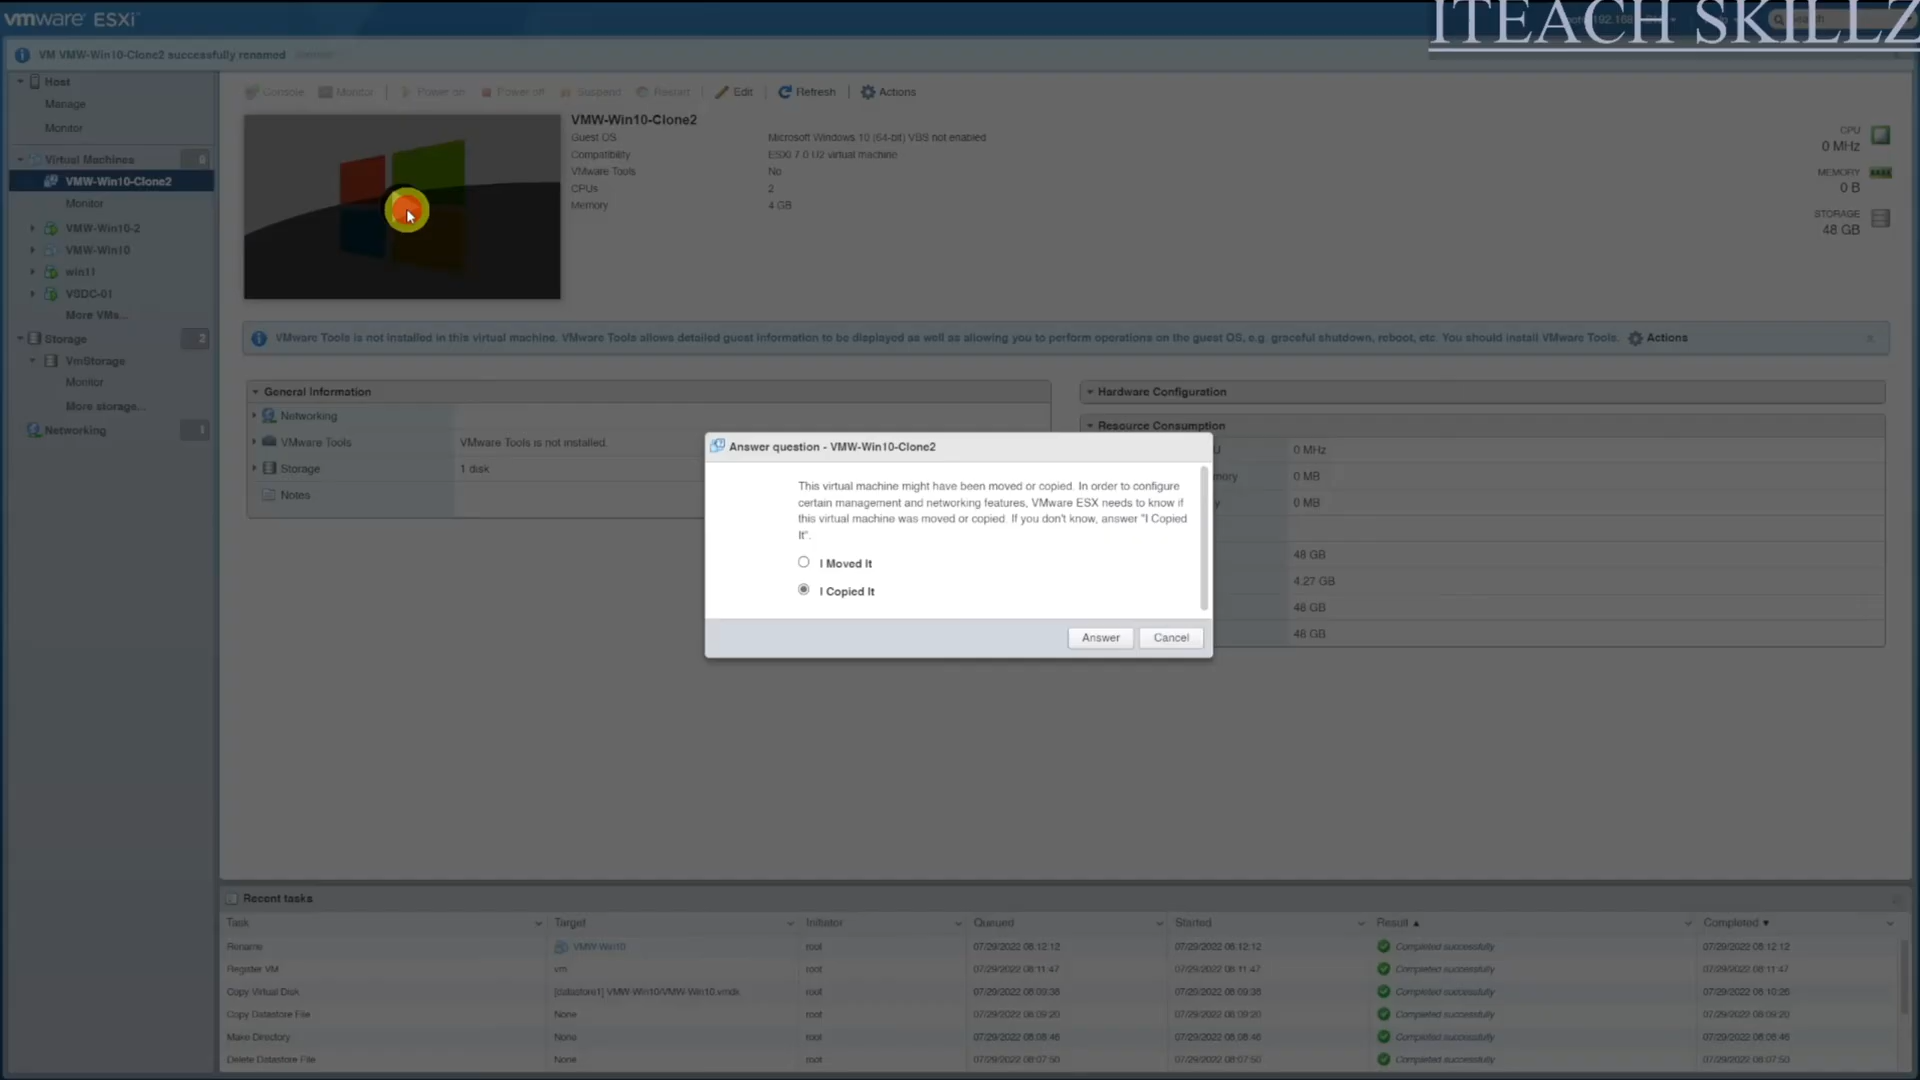 vmware ESXi
ITEACH SKILLZ
VM VMW-Win10-Clone2 successfully renamed
Host
Manage
Monitor
Virtual Machines
VMW-Win10-Clone2
Monitor
VMW-Win10-2
VMW-Win10
win11
VSDC-01
More VMs...
Storage 2
VmStorage
Monitor
More storage...
Networking 1
Console Monitor Power on Power off Suspend Restart Edit Refresh Actions
VMW-Win10-Clone2
Guest OS Microsoft Windows 10 (64-bit) VBS not enabled
Compatibility ESXi 7.0 U2 virtual machine
VMware Tools No
CPUs 2
Memory 4 GB
CPU
0 MHz
MEMORY
0 B
STORAGE
48 GB
VMware Tools is not installed in this virtual machine. VMware Tools allows detailed guest information to be displayed as well as allowing you to perform operations on the guest OS, e.g. graceful shutdown, reboot, etc. You should install VMware Tools. Actions x
General Information
Networking
VMware Tools VMware Tools is not installed.
Storage 1 disk
Notes
Hardware Configuration
Resource Consumption
0 MHz
0 MB
0 MB
48 GB
4.27 GB
48 GB
48 GB
Answer question - VMW-Win10-Clone2
This virtual machine might have been moved or copied. In order to configure
certain management and networking features, VMware ESX needs to know if
this virtual machine was moved or copied. If you don't know, answer "I Copied
It".
I Moved It
I Copied It
Answer Cancel
Recent tasks
Task Target Initiator Queued Started Result ▲ Completed ▼
Rename VMW-Win10 root 07/29/2022 08:12:12 07/29/2022 08:12:12 Completed successfully 07/29/2022 08:12:12
Register VM vm root 07/29/2022 08:11:47 07/29/2022 08:11:47 Completed successfully 07/29/2022 08:11:47
Copy Virtual Disk [datastore1] VMW-Win10/VMW-Win10.vmdk root 07/29/2022 08:09:38 07/29/2022 08:09:38 Completed successfully 07/29/2022 08:10:26
Copy Datastore File None root 07/29/2022 08:09:20 07/29/2022 08:09:20 Completed successfully 07/29/2022 08:09:20
Make Directory None root 07/29/2022 08:08:46 07/29/2022 08:08:46 Completed successfully 07/29/2022 08:08:46
Delete Datastore File None root 07/29/2022 08:07:50 07/29/2022 08:07:50 Completed successfully 07/29/2022 08:07:50